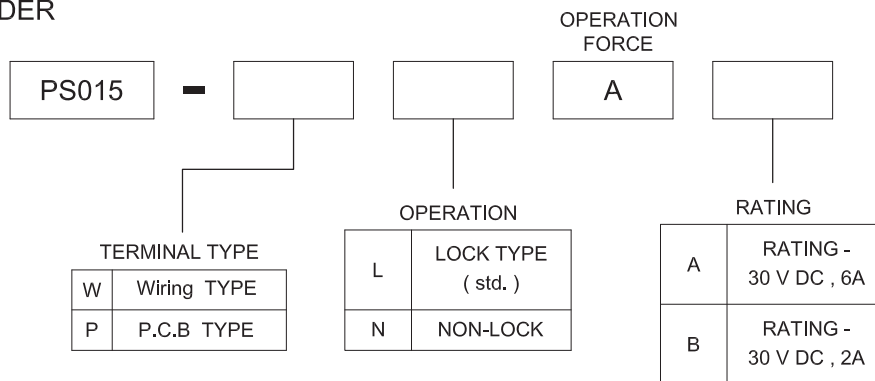 DER
OPERATION
FORCE
PS015 - A
TERMINAL TYPE
W Wiring TYPE
P P.C.B TYPE
OPERATION
L LOCK TYPE
( std. )
N NON-LOCK
RATING
A RATING -
30 V DC , 6A
B RATING -
30 V DC , 2A